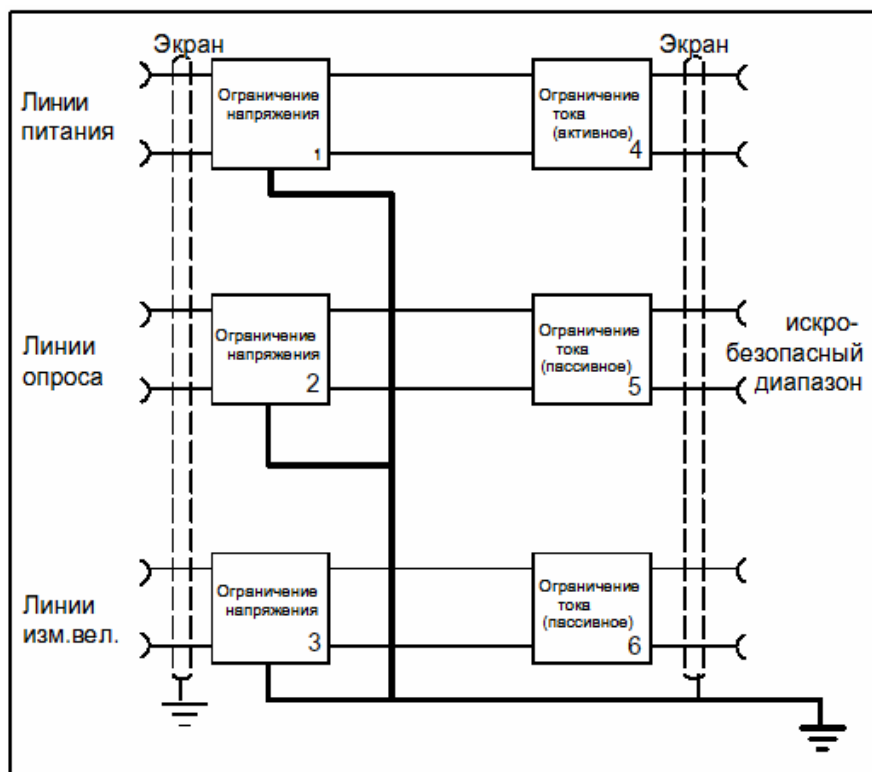 Экран
Экран
Линии
питания
Ограничение
напряжения
1
Ограничение
тока
(активное)
4
Линии
опроса
Ограничение
напряжения
2
Ограничение
тока
(пассивное)
5
искро-
безопасный
диапазон
Линии
изм.вел.
Ограничение
напряжения
3
Ограничение
тока
(пассивное)
6